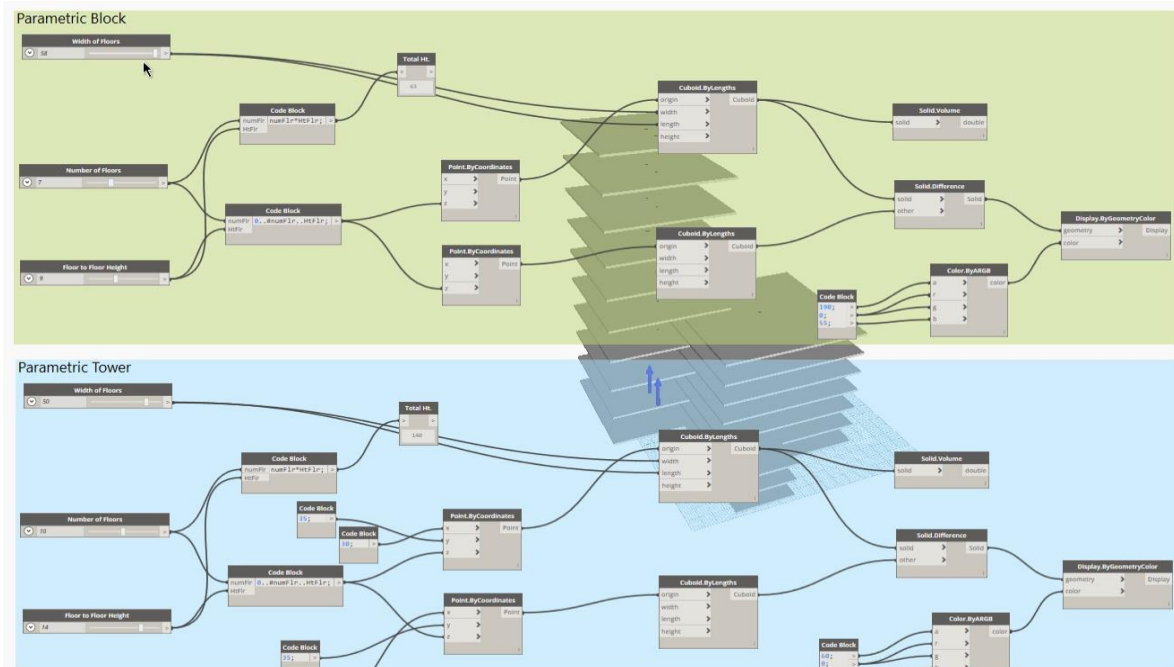 Parametric Block
Width of Floors
58
Total Ht.
63
Code Block
numFlr numFlr*HtFlr; >
HtFlr
Number of Floors
7
Code Block
numFlr 0..#numFlr..HtFlr; >
HtFlr
Floor to Floor Height
9
Point.ByCoordinates
x > Point
y >
z >
Point.ByCoordinates
x > Point
y >
z >
Cuboid.ByLengths
origin > Cuboid
width >
length >
height >
Cuboid.ByLengths
origin > Cuboid
width >
length >
height >
Solid.Volume
solid > double
Solid.Difference
solid > Solid
other >
Display.ByGeometryColor
geometry > Display
color >
Code Block
190; >
0; >
55; >
Color.ByARGB
a > color
r >
g >
b >
Parametric Tower
Width of Floors
50
Total Ht.
140
Code Block
numFlr numFlr*HtFlr; >
HtFlr
Number of Floors
10
Code Block
35; >
Code Block
30; >
Code Block
numFlr 0..#numFlr..HtFlr; >
HtFlr
Floor to Floor Height
14
Point.ByCoordinates
x > Point
y >
z >
Point.ByCoordinates
x > Point
y >
z >
Code Block
35; >
Cuboid.ByLengths
origin > Cuboid
width >
length >
height >
Cuboid.ByLengths
origin > Cuboid
width >
length >
height >
Solid.Volume
solid > double
Solid.Difference
solid > Solid
other >
Display.ByGeometryColor
geometry > Display
color >
Code Block
60; >
0; >
Color.ByARGB
a > color
r >
g >